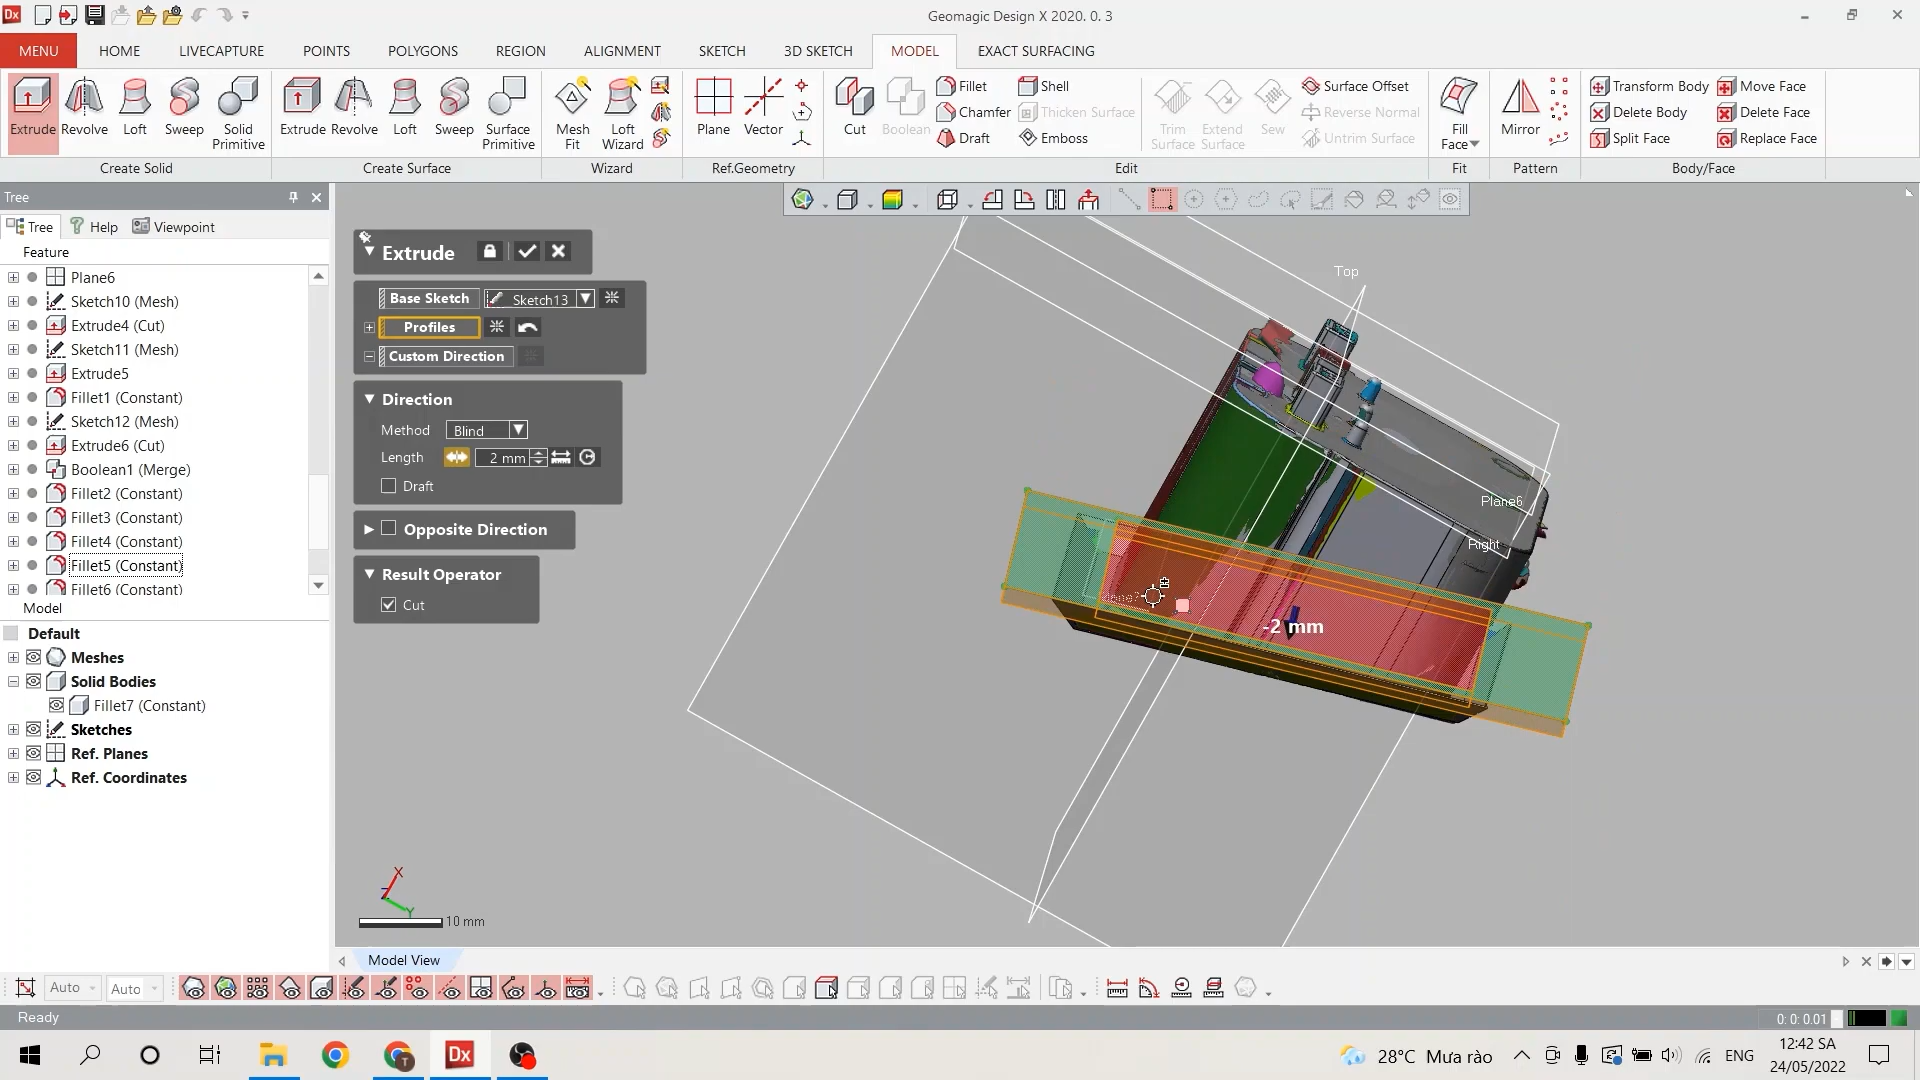 Dx
Geomagic Design X 2020. 0. 3
MENU HOME LIVECAPTURE POINTS POLYGONS REGION ALIGNMENT SKETCH 3D SKETCH MODEL EXACT SURFACING
Extrude Revolve Loft Sweep Solid Primitive
Create Solid
Extrude Revolve Loft Sweep Surface Primitive
Create Surface
Mesh Fit Loft Wizard
Wizard
Plane Vector
Ref.Geometry
Cut Boolean Fillet Chamfer Draft Shell Thicken Surface Emboss Trim Surface Extend Surface Sew Surface Offset Reverse Normal Untrim Surface
Edit
Fill Face
Fit
Mirror
Pattern
Transform Body Move Face
Delete Body Delete Face
Split Face Replace Face
Body/Face
Tree
Tree Help Viewpoint
Feature
Plane6
Sketch10 (Mesh)
Extrude4 (Cut)
Sketch11 (Mesh)
Extrude5
Fillet1 (Constant)
Sketch12 (Mesh)
Extrude6 (Cut)
Boolean1 (Merge)
Fillet2 (Constant)
Fillet3 (Constant)
Fillet4 (Constant)
Fillet5 (Constant)
Fillet6 (Constant)
Model
Default
Meshes
Solid Bodies
Fillet7 (Constant)
Sketches
Ref. Planes
Ref. Coordinates
Extrude
Base Sketch Sketch13
Profiles
Custom Direction
Direction
Method Blind
Length 2 mm
Draft
Opposite Direction
Result Operator
Cut
Top
Plane6
Right
-2 mm
X
Z
Y
10 mm
Model View
Auto Auto
Ready
0: 0: 0.01
Dx
T
28°C Mưa rào
ENG
12:42 SA
24/05/2022